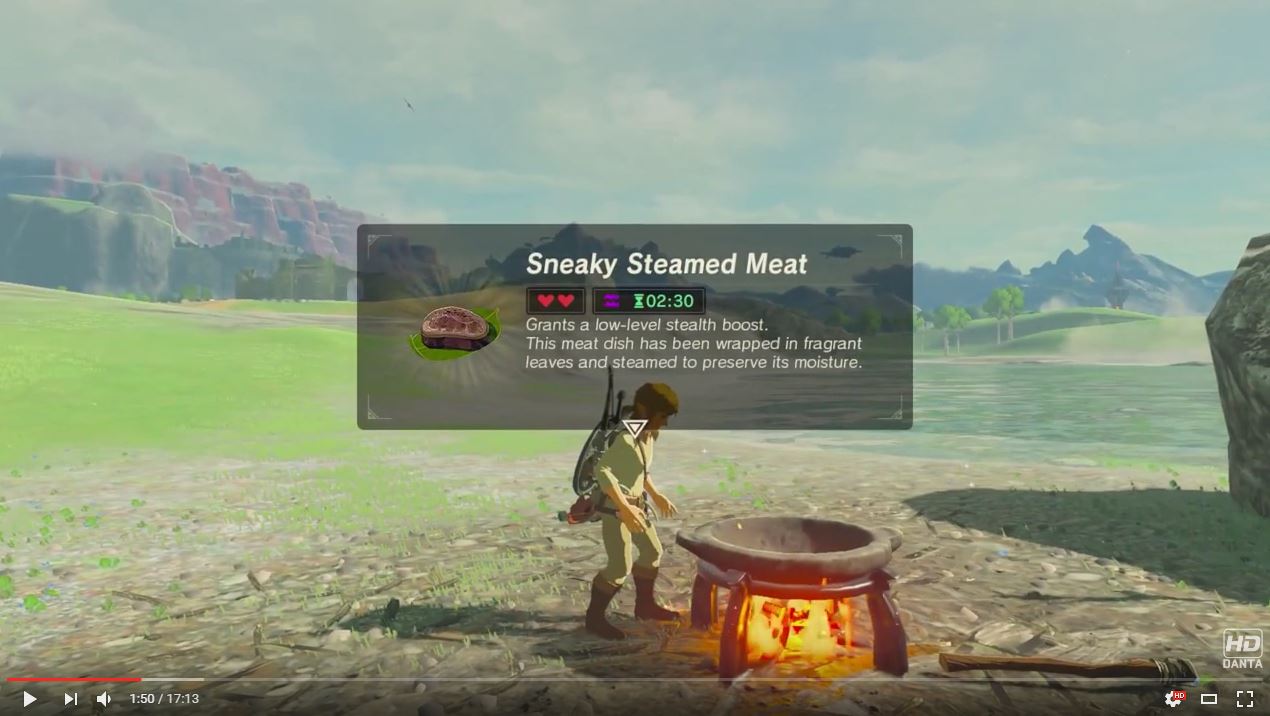 Sneaky Steamed Meat
02:30
Grants a low-level stealth boost.
This meat dish has been wrapped in fragrant
leaves and steamed to preserve its moisture.
HD
DANTA
1:50 / 17:13
HD